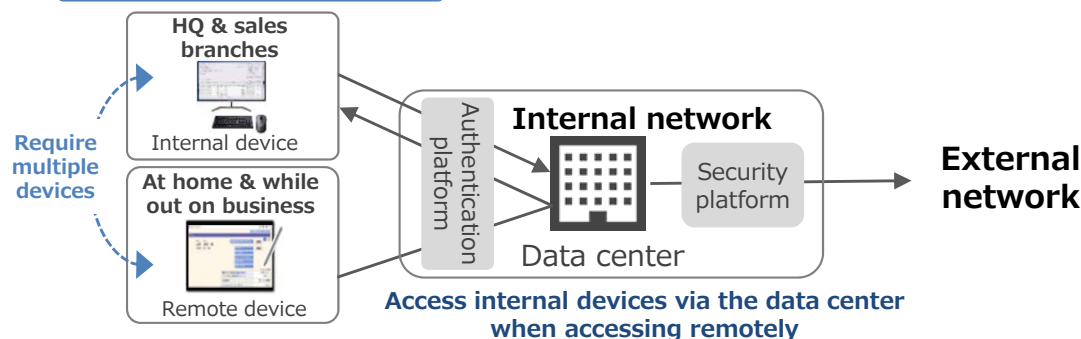 HQ & sales
branches
Internal device
Require
multiple
devices
At home & while
out on business
Remote device
Authentication
platform
Internal network
Data center
Security
platform
External
network
Access internal devices via the data center
when accessing remotely